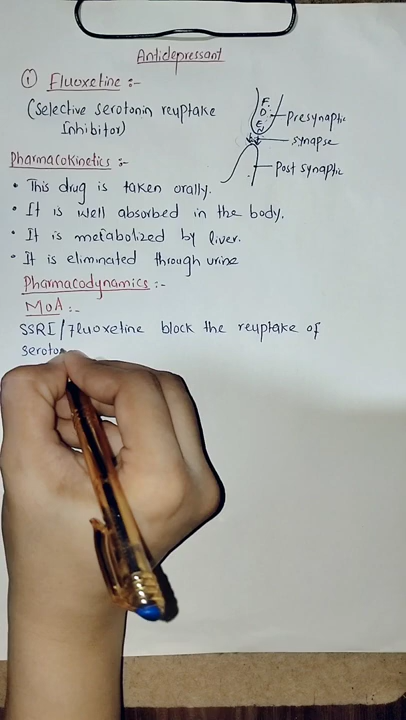 Antidepressant
① Fluoxetine :-
(Selective serotonin reuptake
Inhibitor)
Presynaptic
synapse
Post synaptic
Pharmacokinetics :-
• This drug is taken orally.
• It is well absorbed in the body.
• It is metabolized by liver.
• It is eliminated through urine
Pharmacodynamics :-
MOA :-
SSRI/Fluoxetine block the reuptake of
seroto